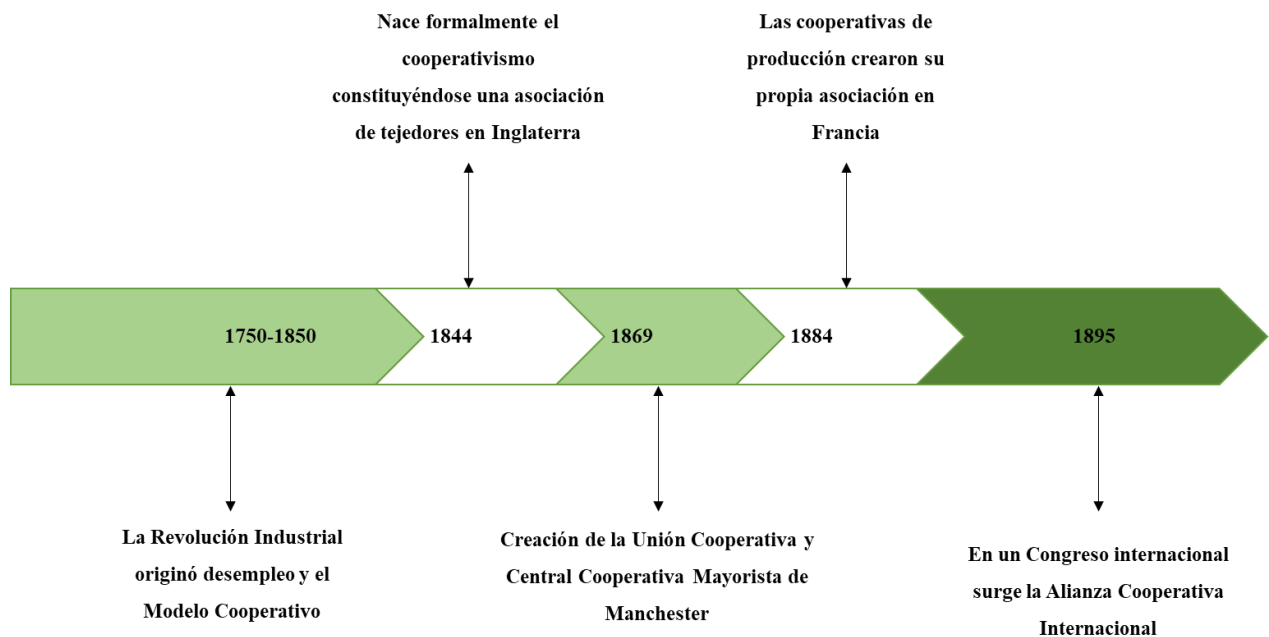 Nace formalmente el
cooperativismo
constituyéndose una asociación
de tejedores en Inglaterra
Las cooperativas de
producción crearon su
propia asociación en
Francia
1750-1850
1844
1869
1884
1895
La Revolución Industrial
originó desempleo y el
Modelo Cooperativo
Creación de la Unión Cooperativa y
Central Cooperativa Mayorista de
Manchester
En un Congreso internacional
surge la Alianza Cooperativa
Internacional